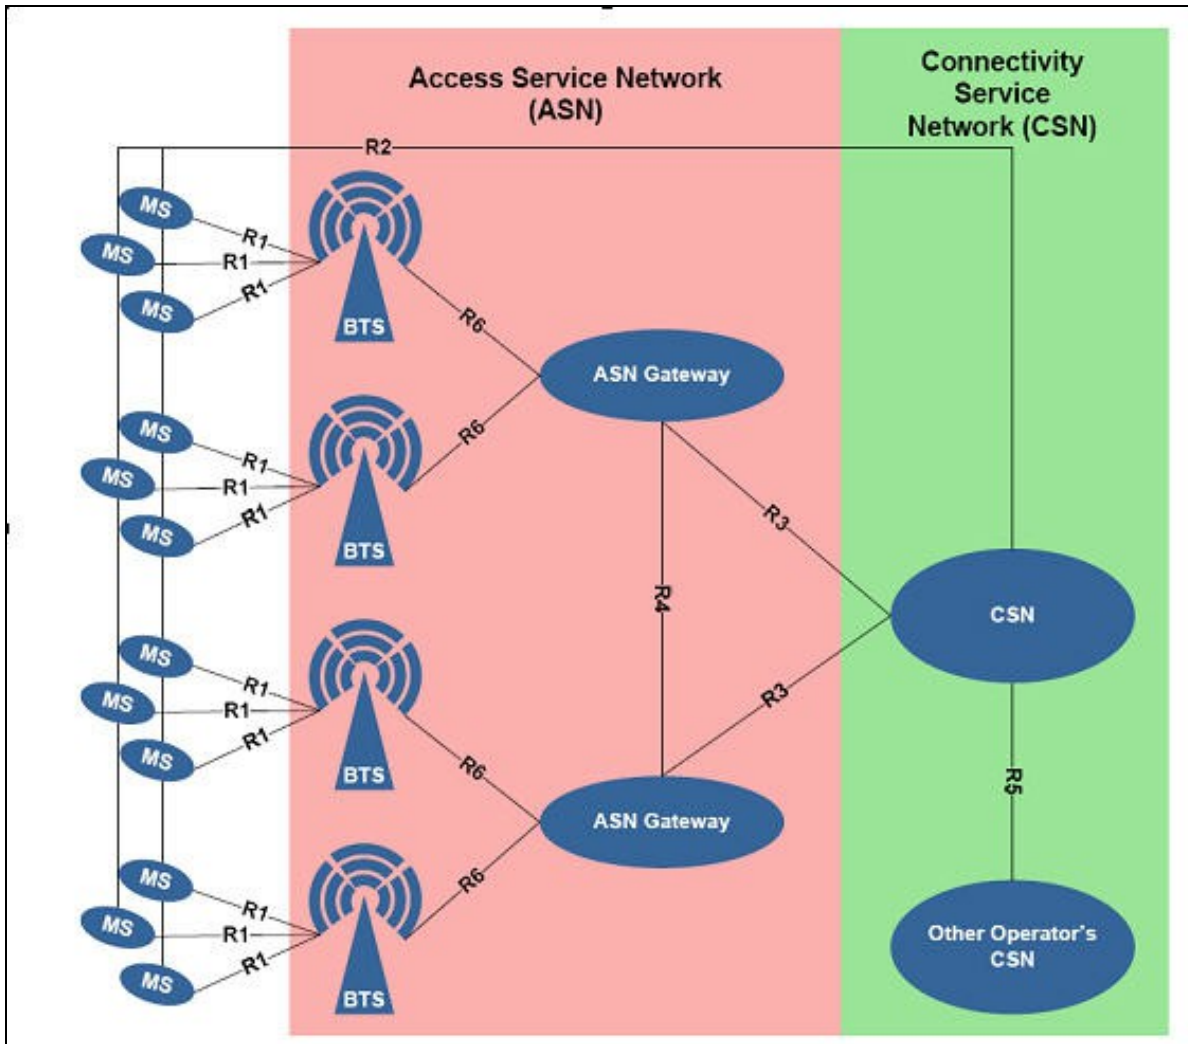 Access Service Network
(ASN)
Connectivity
Service
Network (CSN)
R2
MS
MS
MS
R1
R1
R1
BTS
R6
ASN Gateway
MS
MS
MS
R1
R1
R1
BTS
R6
R3
R4
CSN
MS
MS
MS
R1
R1
R1
BTS
R6
R3
R5
ASN Gateway
MS
MS
MS
R1
R1
R1
BTS
R6
Other Operator's
CSN